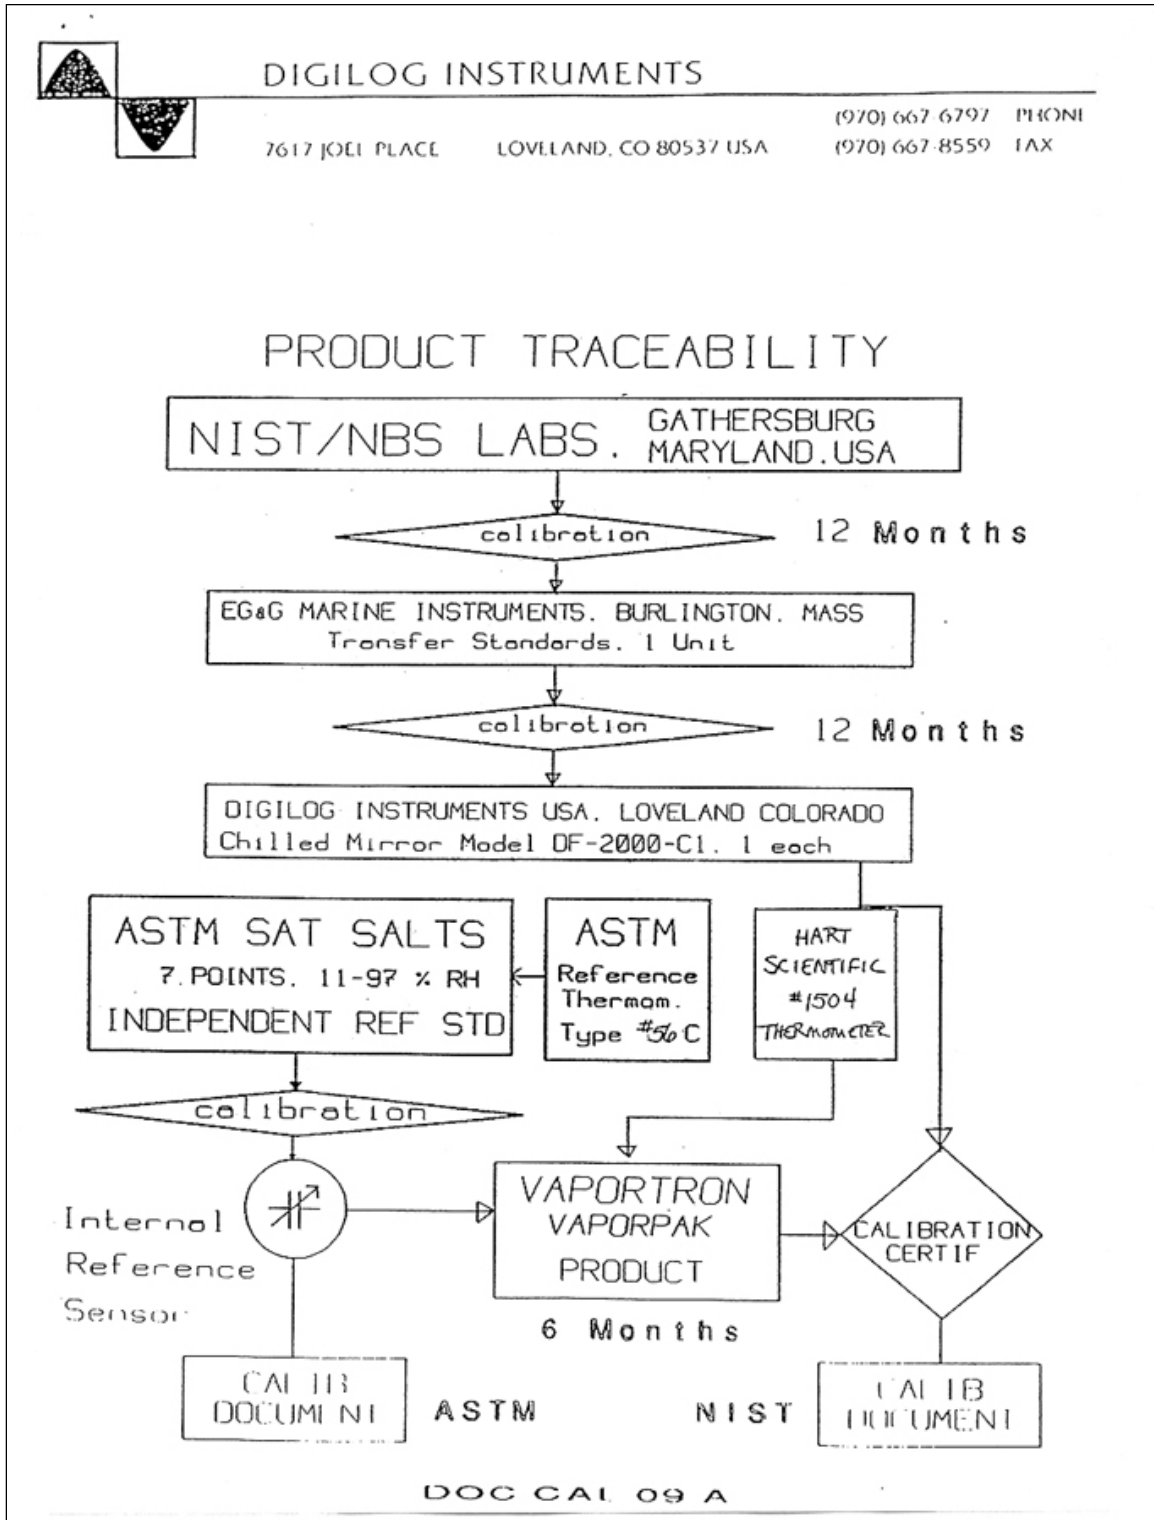 DIGILOG INSTRUMENTS
(970) 667-6797 PHONE
7617 JOEL PLACE LOVELAND, CO 80537 USA (970) 667-8559 FAX
PRODUCT TRACEABILITY
NIST/NBS LABS. GATHERSBURG
MARYLAND.USA
calibration 12 Months
EG&G MARINE INSTRUMENTS. BURLINGTON. MASS
Transfer Standards. 1 Unit
calibration 12 Months
DIGILOG INSTRUMENTS USA. LOVELAND COLORADO
Chilled Mirror Model DF-2000-C1. 1 each
ASTM SAT SALTS
7.POINTS. 11-97 % RH
INDEPENDENT REF STD
ASTM
Reference
Thermom.
Type #56 C
HART
SCIENTIFIC
#1504
THERMOMETER
calibration
Internal
Reference
Sensor
VAPORTRON
VAPORPAK
PRODUCT
6 Months
CALIBRATION
CERTIF
CALIB
DOCUMENT
ASTM
NIST
CALIB
DOCUMENT
DOC CAL 09 A